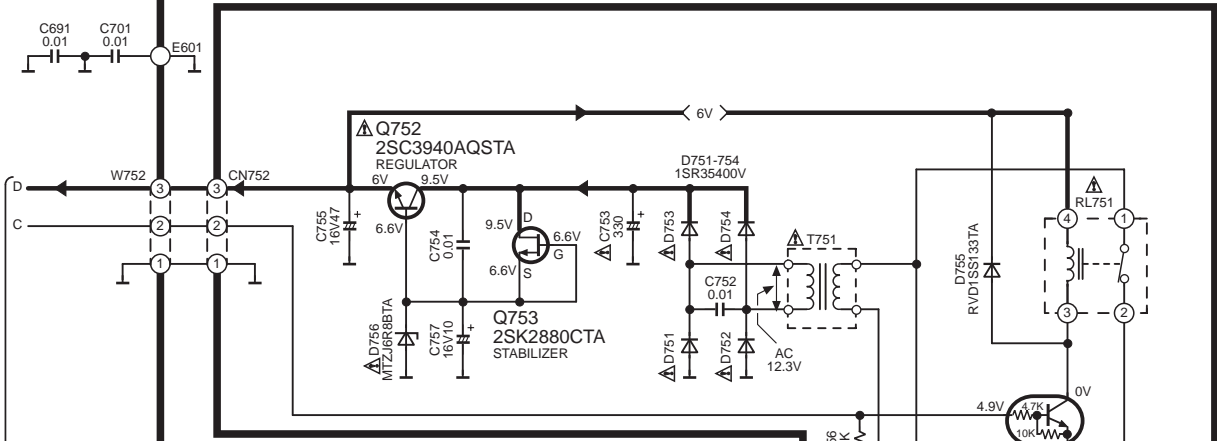 C691
0.01
C701
0.01
E601
6V
Q752
2SC3940AQSTA
REGULATOR
6V
9.5V
6.6V
D751-754
1SR35400V
D
W752
3
3
CN752
C
2
2
1
1
C755
16V47
C754
0.01
9.5V
D
6.6V
G
6.6V
S
C753
330
D753
D754
T751
C752
0.01
D755
RVD1SS133TA
RL751
4
1
3
2
D756
MTZJ6R8BTA
C757
16V10
Q753
2SK2880CTA
STABILIZER
D751
D752
AC
12.3V
0V
4.9V
4.7K
10K